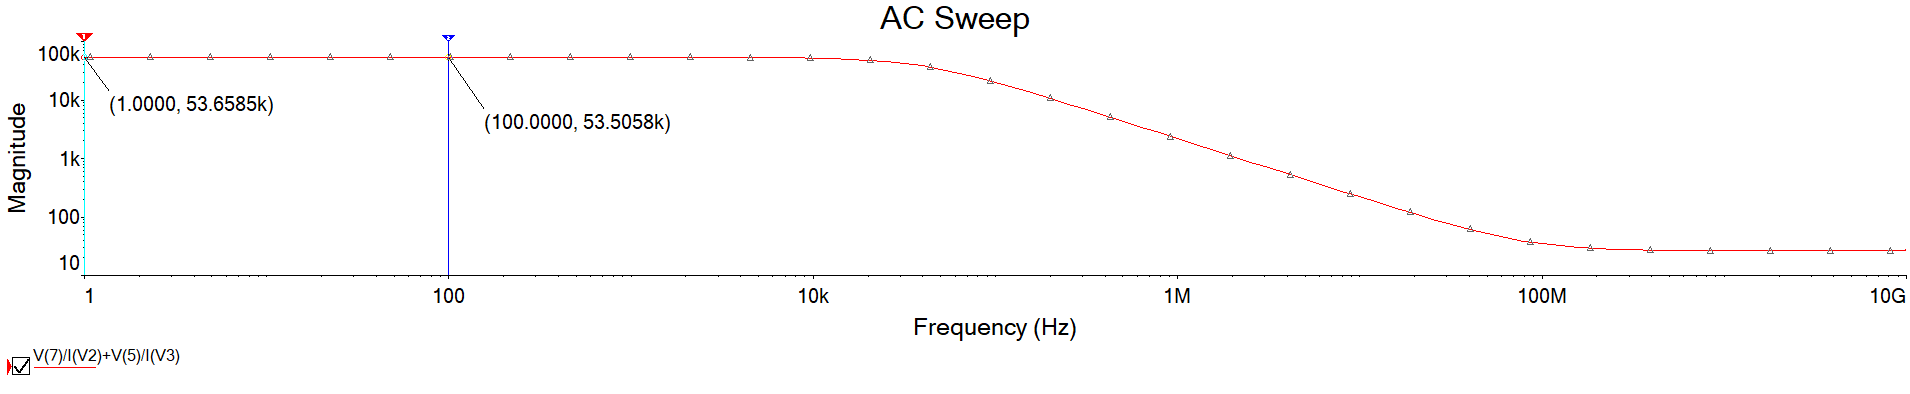 AC Sweep
Magnitude
100k
10k
1k
100
10
(1.0000, 53.6585k)
(100.0000, 53.5058k)
1
100
10k
1M
100M
10G
Frequency (Hz)
V(7)/I(V2)+V(5)/I(V3)